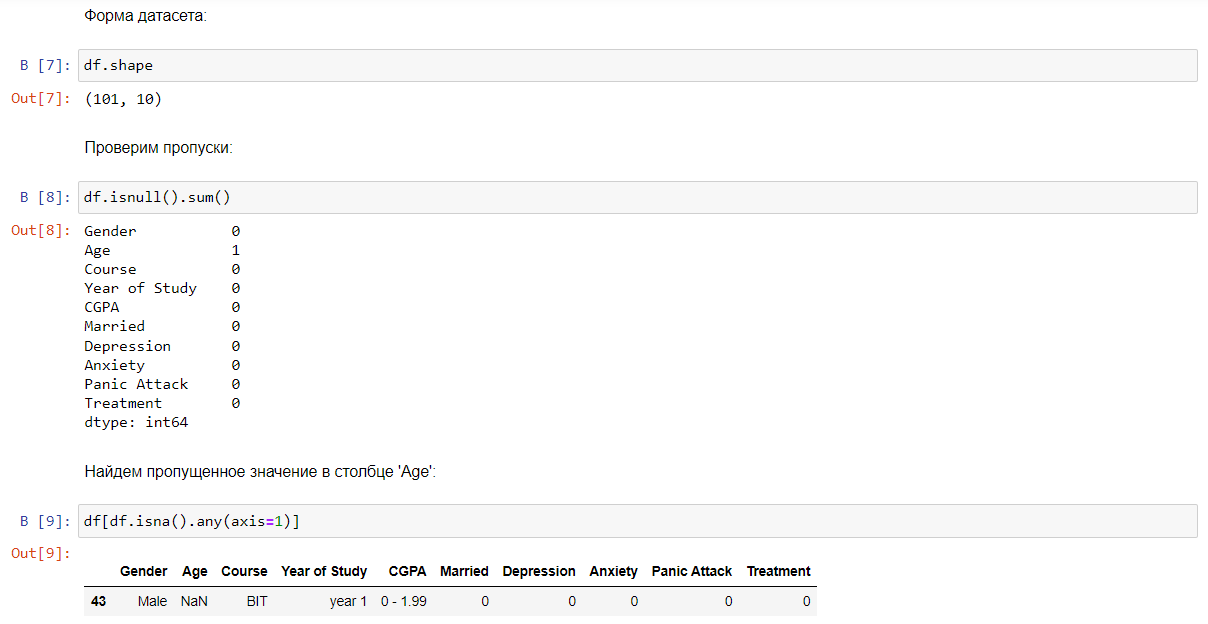 Форма датасета:
В [7]: df.shape
Out[7]: (101, 10)
Проверим пропуски:
В [8]: df.isnull().sum()
Out[8]: Gender 0
Age 1
Course 0
Year of Study 0
CGPA 0
Married 0
Depression 0
Anxiety 0
Panic Attack 0
Treatment 0
dtype: int64
Найдем пропущенное значение в столбце 'Age':
В [9]: df[df.isna().any(axis=1)]
Out[9]:
Gender Age Course Year of Study CGPA Married Depression Anxiety Panic Attack Treatment
43 Male NaN BIT year 1 0 - 1.99 0 0 0 0 0